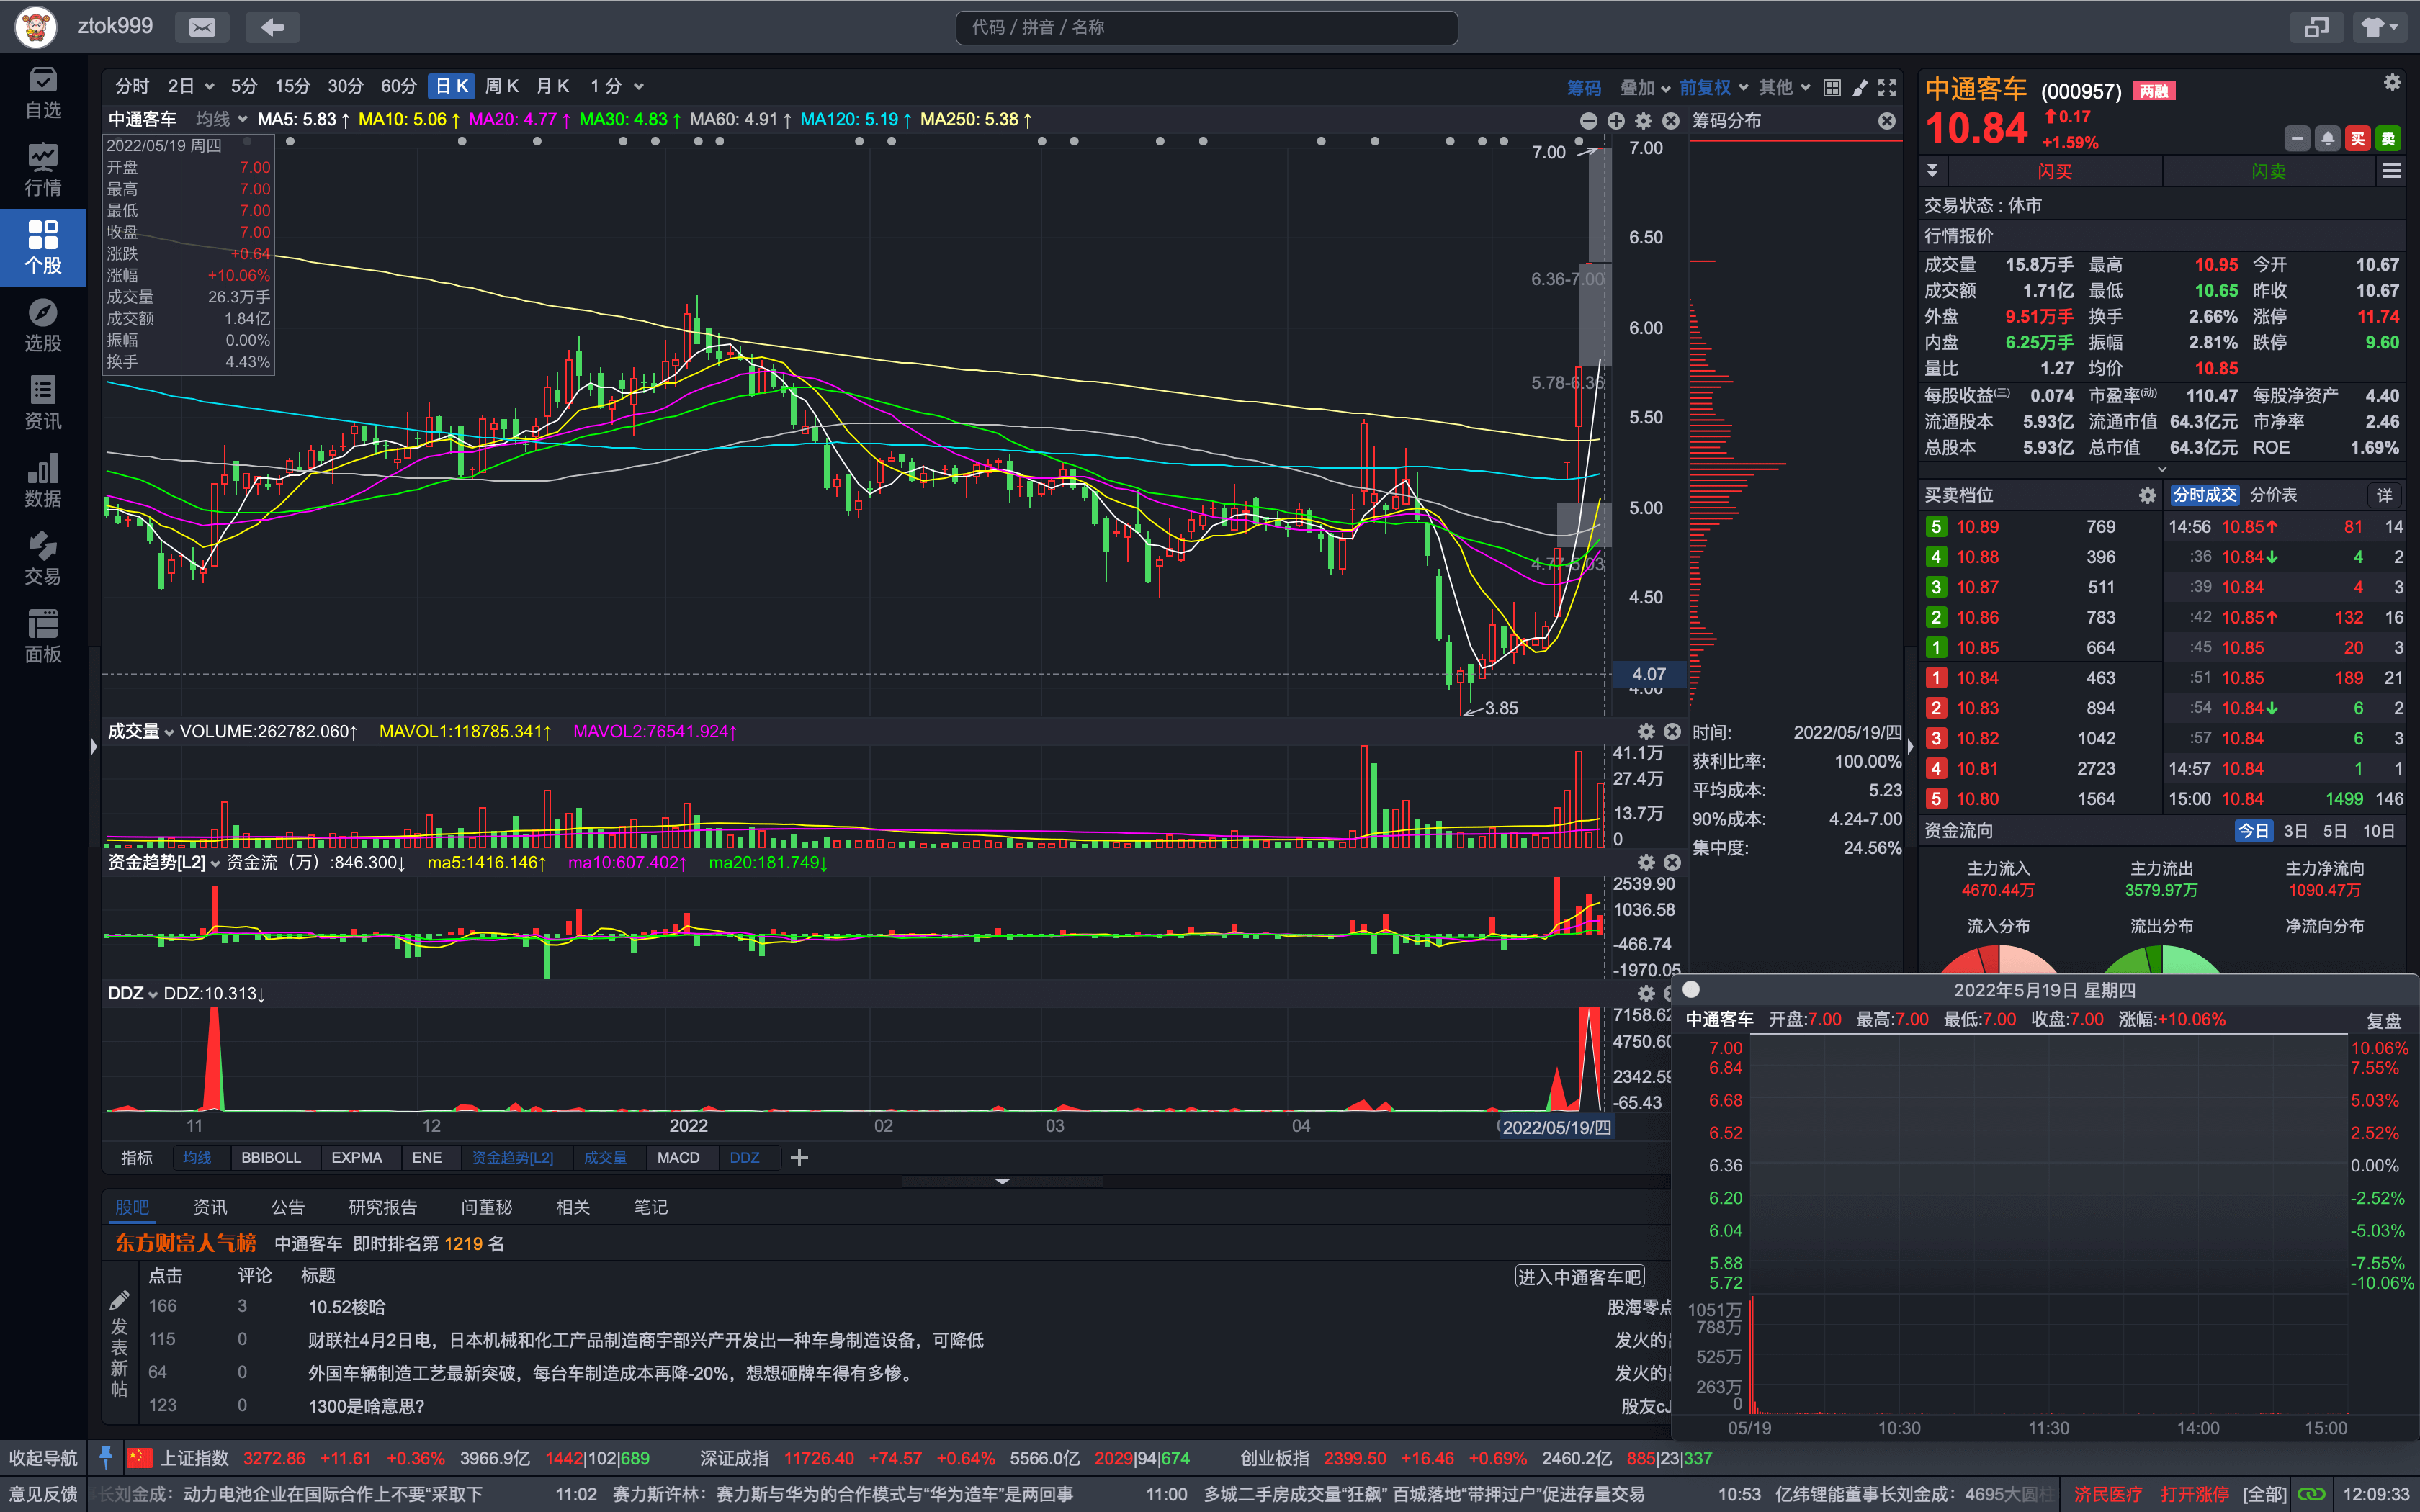 ztok999
代码 / 拼音 / 名称
自选
行情
个股
选股
资讯
数据
交易
面板
分时 2日 5分 15分 30分 60分 日K 周K 月K 1分 筹码 叠加 前复权 其他
中通客车 均线 MA5: 5.83↑ MA10: 5.06↑ MA20: 4.77↑ MA30: 4.83↑ MA60: 4.91↑ MA120: 5.19↑ MA250: 5.38↑
筹码分布
2022/05/19 周四
开盘 7.00
最高 7.00
最低 7.00
收盘 7.00
涨跌 +0.64
涨幅 +10.06%
成交量 26.3万手
成交额 1.84亿
振幅 0.00%
换手 4.43%
7.00
6.36-7.00
5.78-6.36
4.77-5.03
3.85
7.00
6.50
6.00
5.50
5.00
4.50
4.07
4.00
成交量 VOLUME:262782.060↑ MAVOL1:118785.341↑ MAVOL2:76541.924↑
41.1万
27.4万
13.7万
0
资金趋势[L2] 资金流（万）:846.300↓ ma5:1416.146↑ ma10:607.402↑ ma20:181.749↓
2539.90
1036.58
-466.74
-1970.05
DDZ DDZ:10.313↓
7158.62
4750.60
2342.59
-65.43
11 12 2022 02 03 04 2022/05/19/四
时间: 2022/05/19/四
获利比率: 100.00%
平均成本: 5.23
90%成本: 4.24-7.00
集中度: 24.56%
指标 均线 BBIBOLL EXPMA ENE 资金趋势[L2] 成交量 MACD DDZ
股吧 资讯 公告 研究报告 问董秘 相关 笔记
东方财富人气榜 中通客车 即时排名第 1219 名
点击 评论 标题 进入中通客车吧
166 3 10.52梭哈 股海零点
115 0 财联社4月2日电，日本机械和化工产品制造商宇部兴产开发出一种车身制造设备，可降低 发火的
64 0 外国车辆制造工艺最新突破，每台车制造成本再降-20%，想想砸牌车得有多惨。 发火的
123 0 1300是啥意思? 股友cJ
发表新帖
中通客车 (000957) 两融
10.84 ↑0.17
+1.59%
买 卖
闪买 闪卖
交易状态：休市
行情报价
成交量 15.8万手 最高 10.95 今开 10.67
成交额 1.71亿 最低 10.65 昨收 10.67
外盘 9.51万手 换手 2.66% 涨停 11.74
内盘 6.25万手 振幅 2.81% 跌停 9.60
量比 1.27 均价 10.85
每股收益(三) 0.074 市盈率(动) 110.47 每股净资产 4.40
流通股本 5.93亿 流通市值 64.3亿元 市净率 2.46
总股本 5.93亿 总市值 64.3亿元 ROE 1.69%
买卖档位 分时成交 分价表 详
5 10.89 769 14:56 10.85↑ 81 14
4 10.88 396 :36 10.84↓ 4 2
3 10.87 511 :39 10.84 4 3
2 10.86 783 :42 10.85↑ 132 16
1 10.85 664 :45 10.85 20 3
1 10.84 463 :51 10.85 189 21
2 10.83 894 :54 10.84↓ 6 2
3 10.82 1042 :57 10.84 6 3
4 10.81 2723 14:57 10.84 1 1
5 10.80 1564 15:00 10.84 1499 146
资金流向 今日 3日 5日 10日
主力流入 主力流出 主力净流向
4670.44万 3579.97万 1090.47万
流入分布 流出分布 净流向分布
2022年5月19日 星期四
中通客车 开盘:7.00 最高:7.00 最低:7.00 收盘:7.00 涨幅:+10.06% 复盘
7.00 10.06%
6.84 7.55%
6.68 5.03%
6.52 2.52%
6.36 0.00%
6.20 -2.52%
6.04 -5.03%
5.88 -7.55%
5.72 -10.06%
1051万
788万
525万
263万
0
05/19 10:30 11:30 14:00 15:00
收起导航 上证指数 3272.86 +11.61 +0.36% 3966.9亿 1442|102|689 深证成指 11726.40 +74.57 +0.64% 5566.0亿 2029|94|674 创业板指 2399.50 +16.46 +0.69% 2460.2亿 885|23|337
意见反馈 长刘金成：动力电池企业在国际合作上不要“采取下 11:02 赛力斯许林：赛力斯与华为的合作模式与“华为造车”是两回事 11:00 多城二手房成交量“狂飙” 百城落地“带押过户”促进存量交易 10:53 亿纬锂能董事长刘金成：4695大圆柱 济民医疗 打开涨停 [全部] 12:09:33